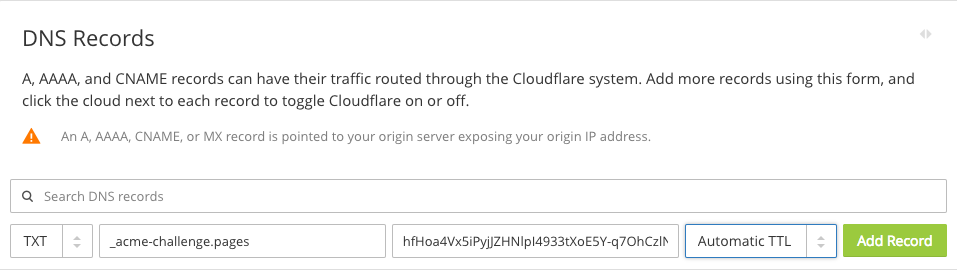 DNS Records
A, AAAA, and CNAME records can have their traffic routed through the Cloudflare system. Add more records using this form, and
click the cloud next to each record to toggle Cloudflare on or off.
An A, AAAA, CNAME, or MX record is pointed to your origin server exposing your origin IP address.
Search DNS records
TXT _acme-challenge.pages hfHoa4Vx5iPyjJZHNlpI4933tXoE5Y-q7OhCzlN Automatic TTL Add Record